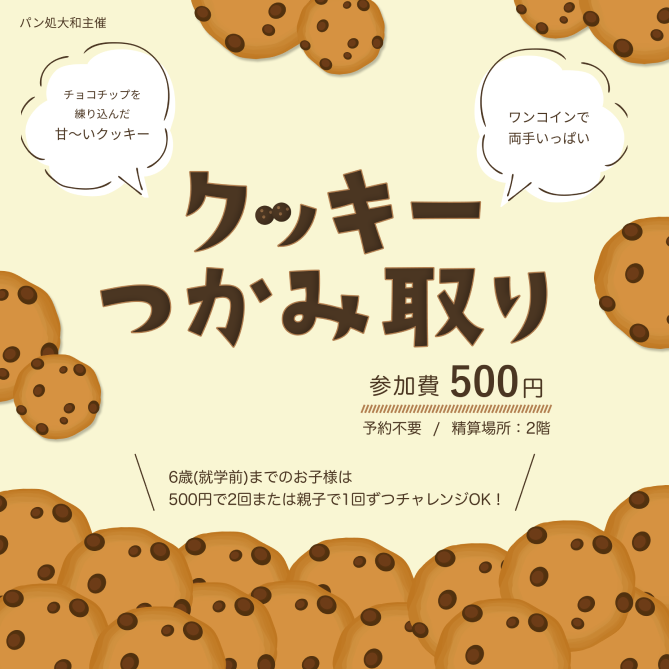 パン処大和主催
チョコチップを
練り込んだ
甘〜いクッキー
ワンコインで
両手いっぱい
クッキー
つかみ取り
参加費 500円
予約不要 / 精算場所：2階
6歳(就学前)までのお子様は
500円で2回または親子で1回ずつチャレンジOK！